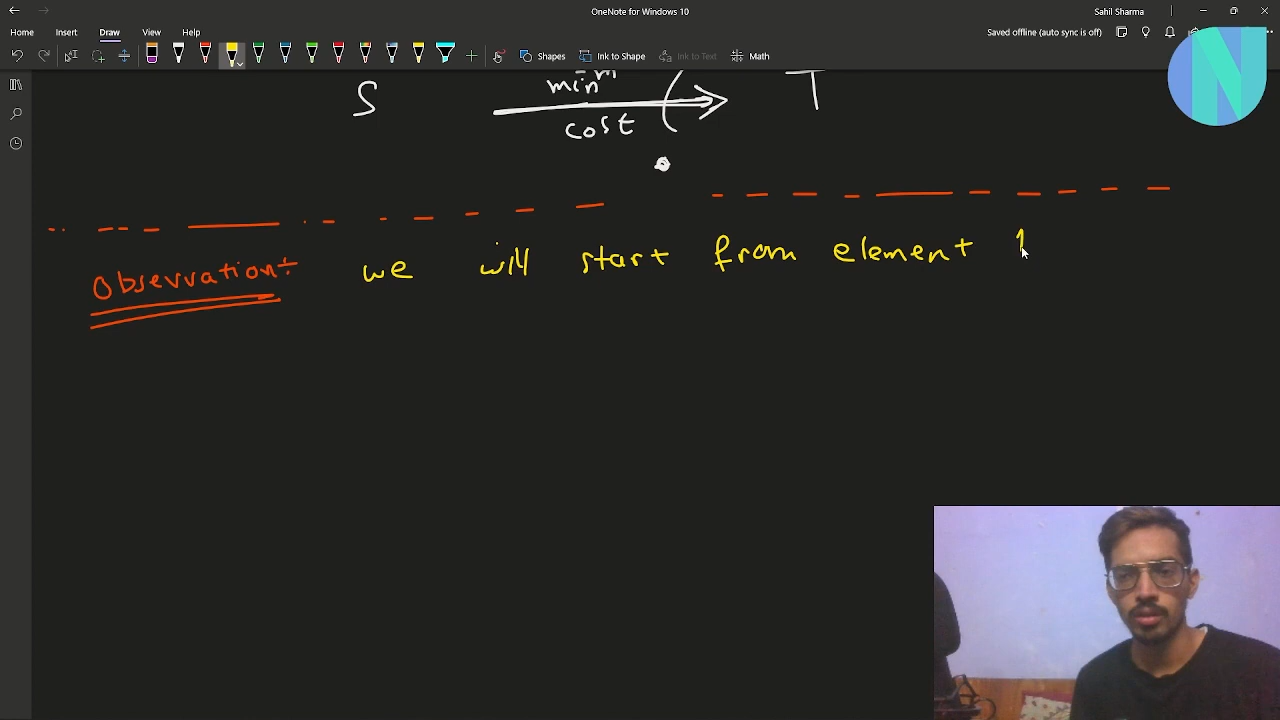 OneNote for Windows 10
Sahil Sharma
Home Insert Draw View Help
Saved offline (auto sync is off)
Shapes Ink to Shape Ink to Text Math
S min^m T
cost
Observation:
we will start from element 1
N